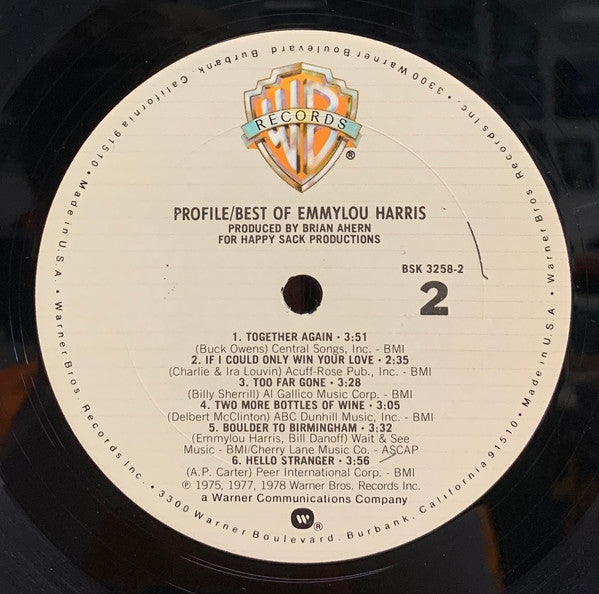 WB
RECORDS
®
PROFILE/BEST OF EMMYLOU HARRIS
PRODUCED BY BRIAN AHERN
FOR HAPPY SACK PRODUCTIONS
BSK 3258-2
2
1. TOGETHER AGAIN · 3:51
(Buck Owens) Central Songs, Inc. - BMI
2. IF I COULD ONLY WIN YOUR LOVE · 2:35
(Charlie & Ira Louvin) Acuff-Rose Pub., Inc. - BMI
3. TOO FAR GONE · 3:28
(Billy Sherrill) Al Gallico Music Corp. - BMI
4. TWO MORE BOTTLES OF WINE · 3:05
(Delbert McClinton) ABC Dunhill Music, Inc. - BMI
5. BOULDER TO BIRMINGHAM · 3:32
(Emmylou Harris, Bill Danoff) Wait & See
Music - BMI/Cherry Lane Music Co. - ASCAP
6. HELLO STRANGER · 3:56
(A.P. Carter) Peer International Corp. - BMI
℗ 1975, 1977, 1978 Warner Bros. Records Inc.
a Warner Communications Company
W ®
Warner Bros. Records Inc. • 3300 Warner Boulevard, Burbank, California 91510 • Made in U.S.A. •
Warner Bros. Records Inc. • 3300 Warner Boulevard, Burbank, California 91510 • Made in U.S.A. •